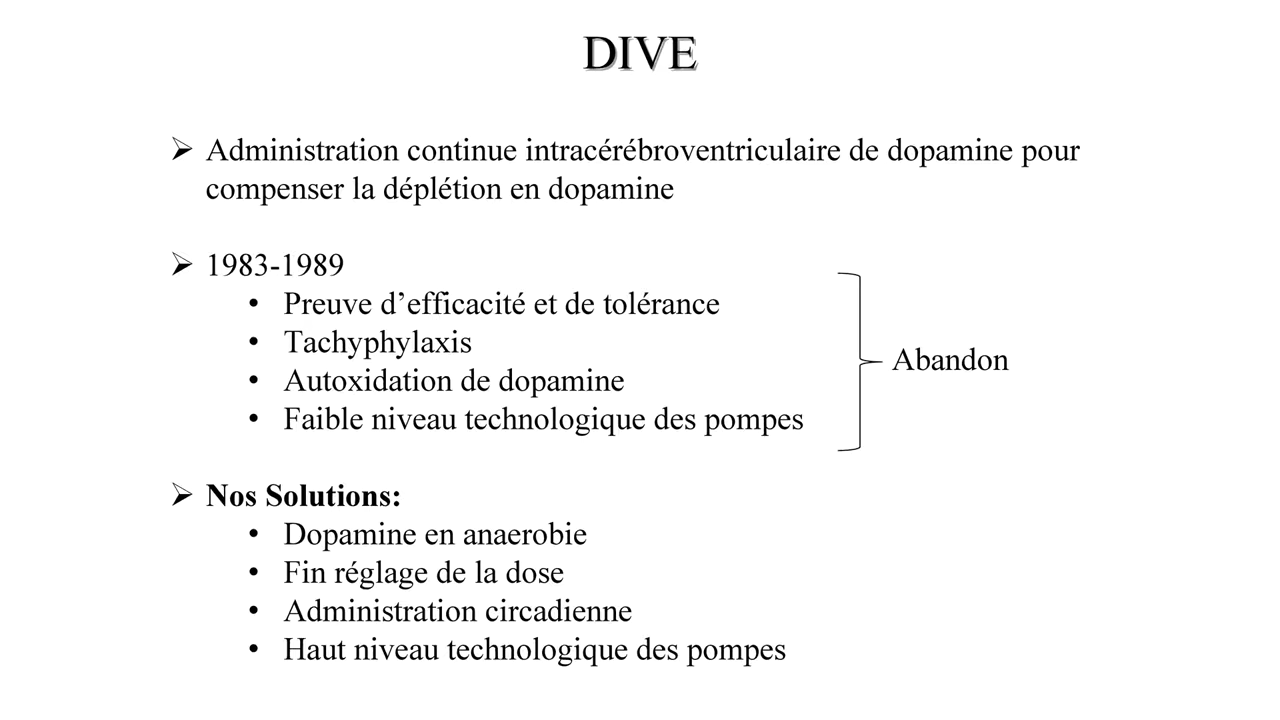 DIVE
➢ Administration continue intracérébroventriculaire de dopamine pour
compenser la déplétion en dopamine
➢ 1983-1989
• Preuve d’efficacité et de tolérance
• Tachyphylaxis
• Autoxidation de dopamine
• Faible niveau technologique des pompes
Abandon
➢ Nos Solutions:
• Dopamine en anaerobie
• Fin réglage de la dose
• Administration circadienne
• Haut niveau technologique des pompes